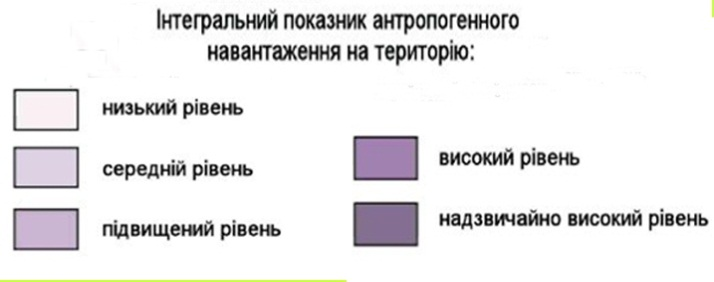 Інтегральний показник антропогенного
навантаження на територію:
низький рівень
середній рівень
підвищений рівень
високий рівень
надзвичайно високий рівень